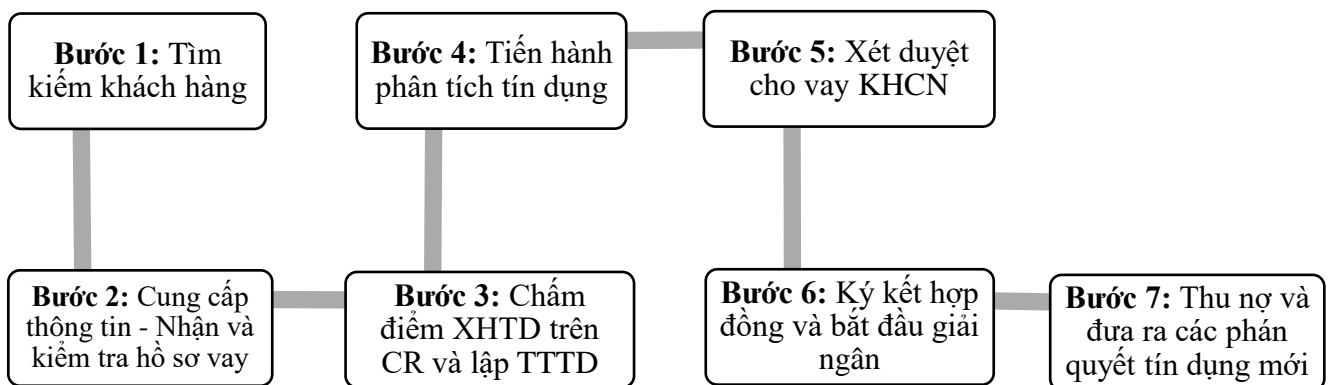 Bước 1: Tìm
kiếm khách hàng
Bước 2: Cung cấp
thông tin - Nhận và
kiểm tra hồ sơ vay
Bước 3: Chấm
điểm XHTD trên
CR và lập TTTD
Bước 4: Tiến hành
phân tích tín dụng
Bước 5: Xét duyệt
cho vay KHCN
Bước 6: Ký kết hợp
đồng và bắt đầu giải
ngân
Bước 7: Thu nợ và
đưa ra các phán
quyết tín dụng mới